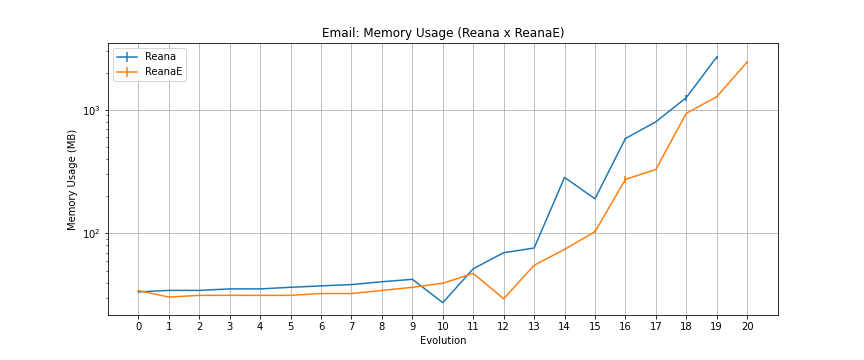 Email: Memory Usage (Reana x ReanaE)
Reana
ReanaE
Memory Usage (MB)
10³
10²
0 1 2 3 4 5 6 7 8 9 10 11 12 13 14 15 16 17 18 19 20
Evolution